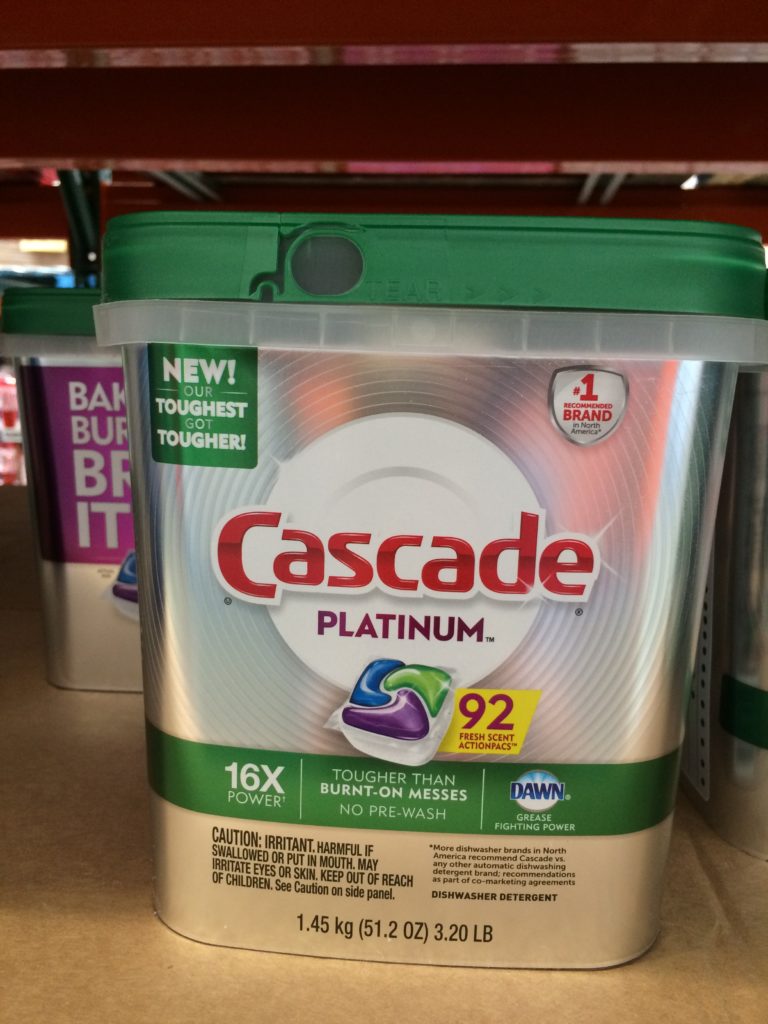 TEAR > > >
NEW!
OUR
TOUGHEST
GOT
TOUGHER!
#1
RECOMMENDED
BRAND
in North
America*
Cascade®
PLATINUM™
92
FRESH SCENT
ACTIONPACS™
16X
POWER†
TOUGHER THAN
BURNT-ON MESSES
NO PRE-WASH
DAWN®
GREASE
FIGHTING POWER
CAUTION: IRRITANT. HARMFUL IF
SWALLOWED OR PUT IN MOUTH. MAY
IRRITATE EYES OR SKIN. KEEP OUT OF REACH
OF CHILDREN. See Caution on side panel.
*More dishwasher brands in North
America recommend Cascade vs.
any other automatic dishwashing
detergent brand; recommendations
as part of co-marketing agreements
DISHWASHER DETERGENT
1.45 kg (51.2 OZ) 3.20 LB
BAK
BUR
BR
IT